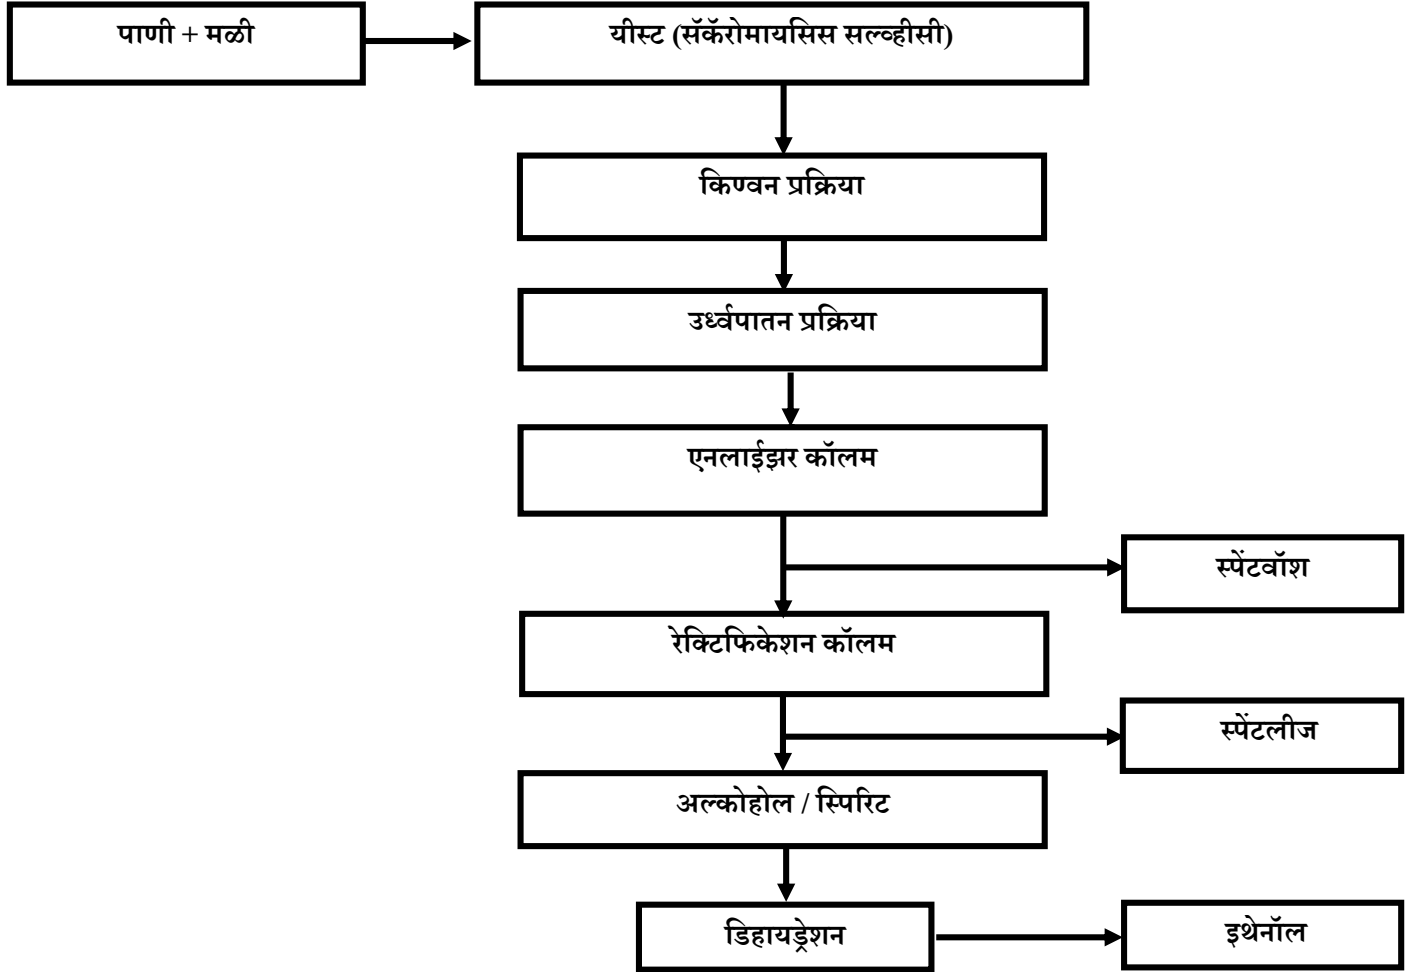 पाणी + मळी
यीस्ट (सॅकॅरोमायसिस सल्व्हीसी)
किण्वन प्रक्रिया
उर्ध्वपातन प्रक्रिया
एनलाईझर कॉलम
स्पेंटवॉश
रेक्टिफिकेशन कॉलम
स्पेंटलीज
अल्कोहोल / स्पिरिट
डिहायड्रेशन
इथेनॉल